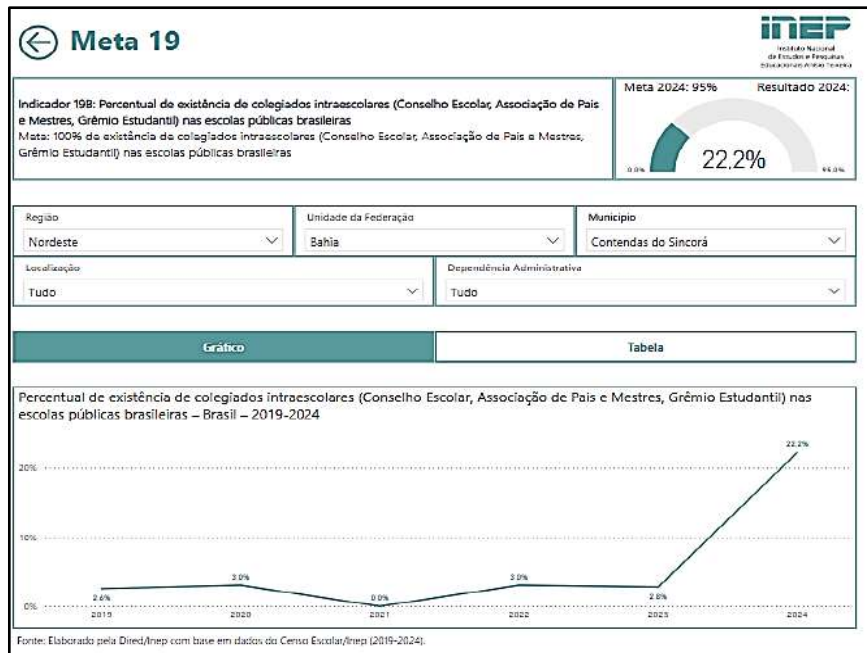 Meta 19
inep
Instituto Nacional
de Estudos e Pesquisas
Educacionais Anísio Teixeira
Indicador 19B: Percentual de existência de colegiados intraescolares (Conselho Escolar, Associação de Pais
e Mestres, Grêmio Estudantil) nas escolas públicas brasileiras
Meta: 100% de existência de colegiados intraescolares (Conselho Escolar, Associação de Pais e Mestres,
Grêmio Estudantil) nas escolas públicas brasileiras
Meta 2024: 95% Resultado 2024:
22,2%
0,0% 95,0%
Região
Nordeste
Unidade da Federação
Bahia
Município
Contendas do Sincorá
Localização
Tudo
Dependência Administrativa
Tudo
Gráfico
Tabela
Percentual de existência de colegiados intraescolares (Conselho Escolar, Associação de Pais e Mestres, Grêmio Estudantil) nas
escolas públicas brasileiras – Brasil – 2019-2024
22,2%
20%
10%
2,6% 3,0% 0,0% 3,0% 2,8%
0%
2019 2020 2021 2022 2023 2024
Fonte: Elaborado pela Dired/Inep com base em dados do Censo Escolar/Inep (2019-2024).